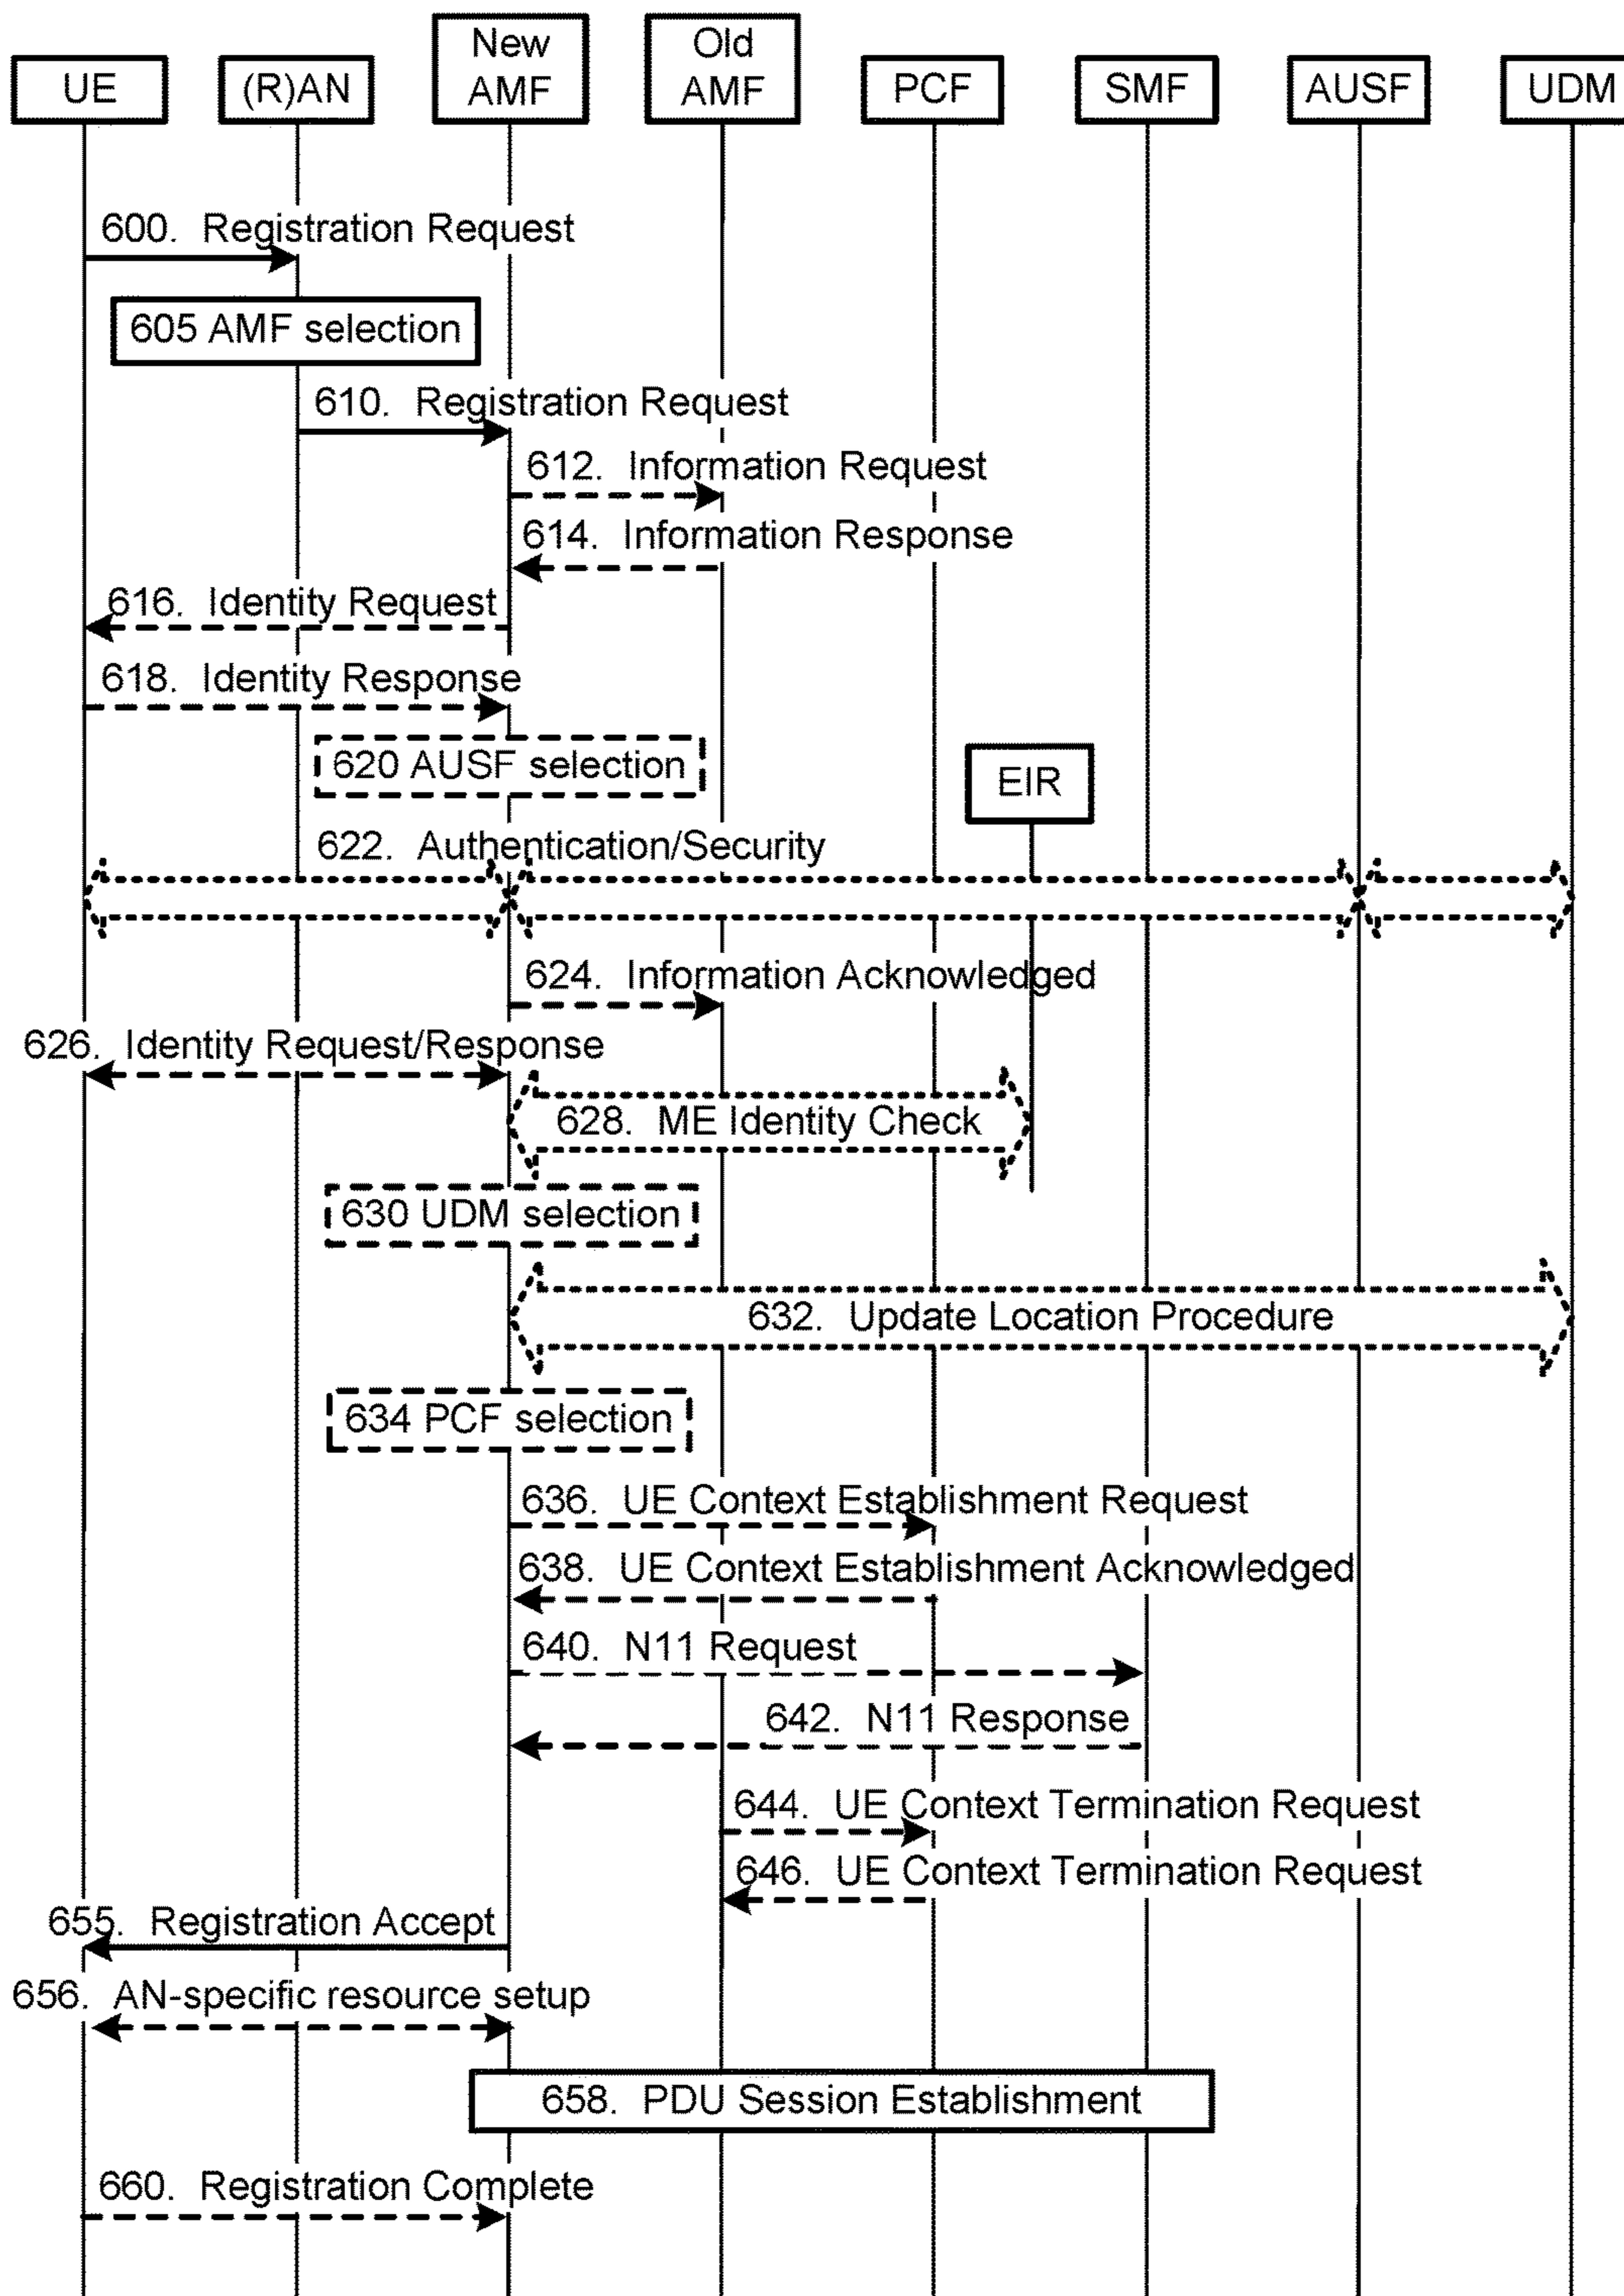 UE
(R)AN
New
AMF
Old
AMF
PCF
SMF
AUSF
UDM
600. Registration Request
605 AMF selection
610. Registration Request
612. Information Request
614. Information Response
616. Identity Request
618. Identity Response
620 AUSF selection
EIR
622. Authentication/Security
624. Information Acknowledged
626. Identity Request/Response
628. ME Identity Check
630 UDM selection
632. Update Location Procedure
634 PCF selection
636. UE Context Establishment Request
638. UE Context Establishment Acknowledged
640. N11 Request
642. N11 Response
644. UE Context Termination Request
646. UE Context Termination Request
655. Registration Accept
656. AN-specific resource setup
658. PDU Session Establishment
660. Registration Complete